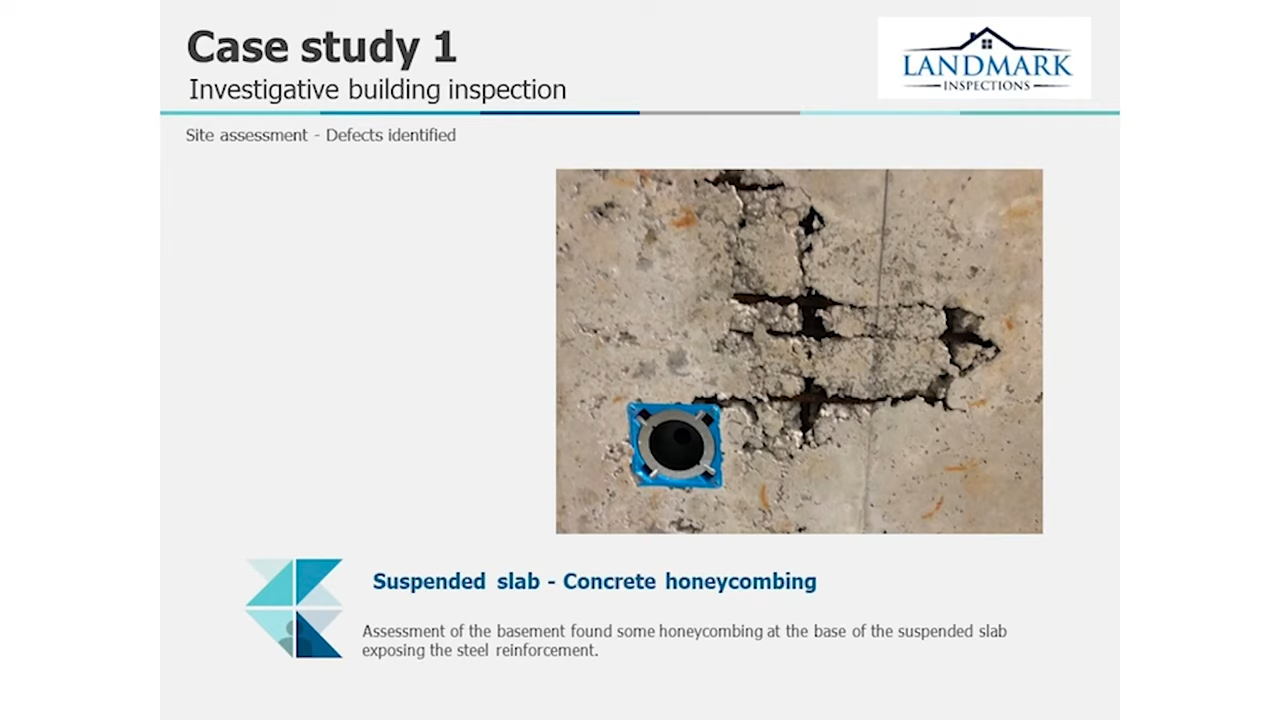 Case study 1
Investigative building inspection
LANDMARK
INSPECTIONS
Site assessment - Defects identified
Suspended slab - Concrete honeycombing
Assessment of the basement found some honeycombing at the base of the suspended slab
exposing the steel reinforcement.